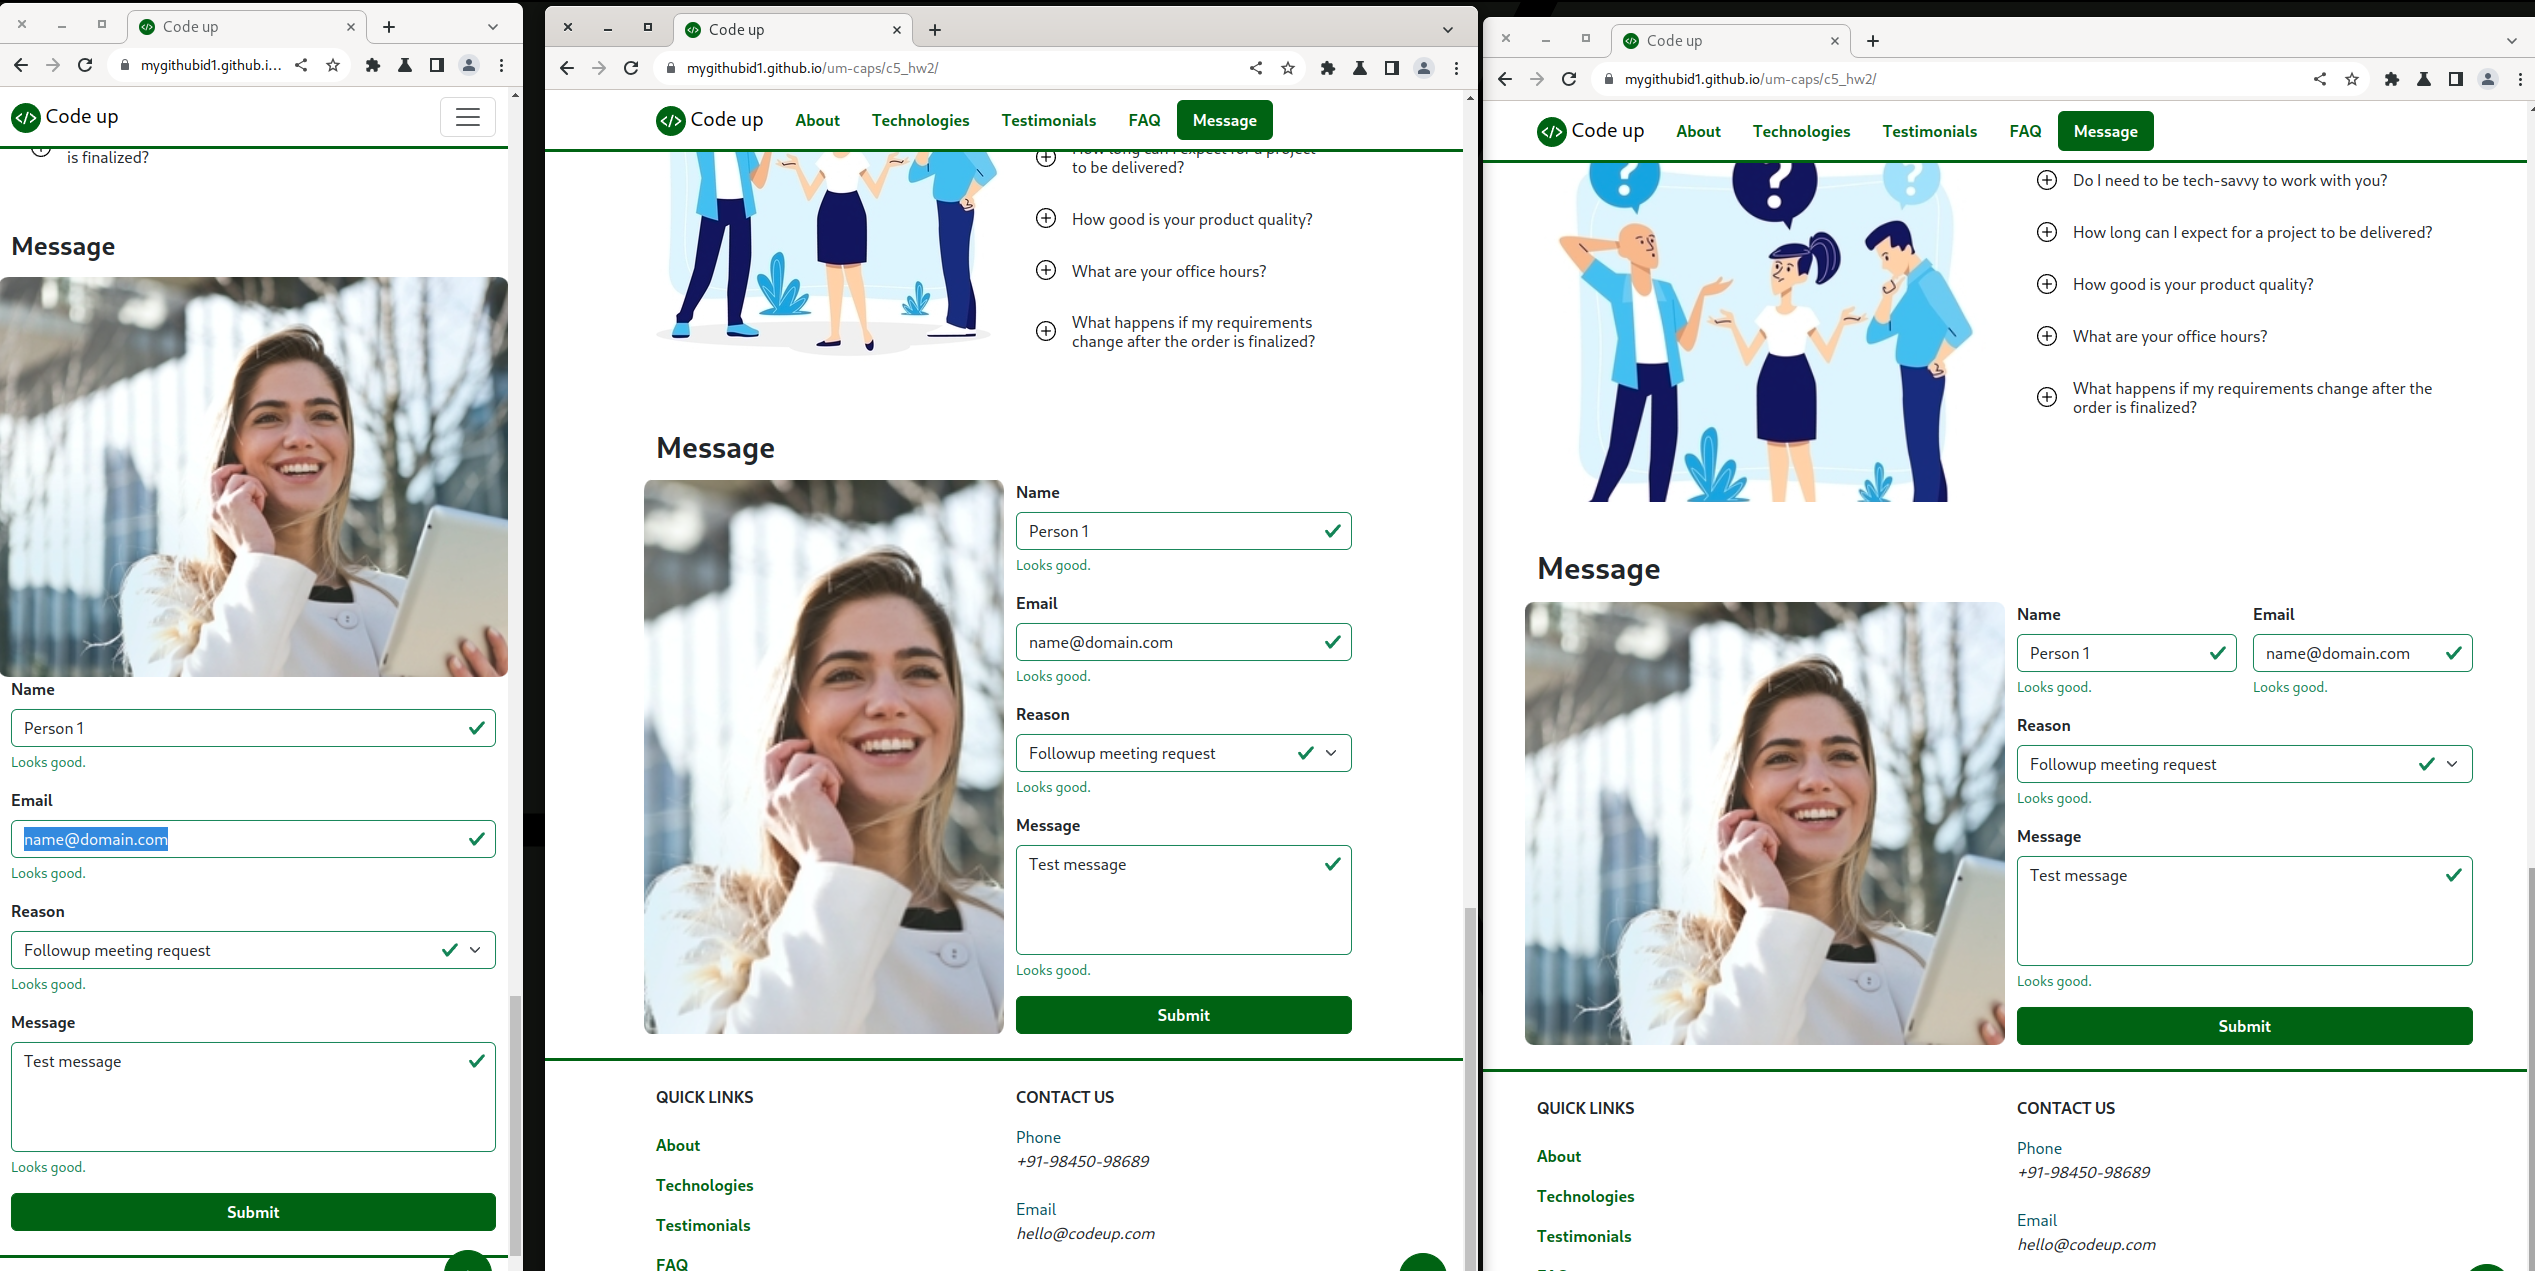 Code up
mygithubid1.github.i...
Code up
is finalized?
Message
Name
Person 1
Looks good.
Email
name@domain.com
Looks good.
Reason
Followup meeting request
Looks good.
Message
Test message
Looks good.
Submit
Code up
mygithubid1.github.io/um-caps/c5_hw2/
Code up
About
Technologies
Testimonials
FAQ
Message
How long can I expect for a project
to be delivered?
How good is your product quality?
What are your office hours?
What happens if my requirements
change after the order is finalized?
Message
Name
Person 1
Looks good.
Email
name@domain.com
Looks good.
Reason
Followup meeting request
Looks good.
Message
Test message
Looks good.
Submit
QUICK LINKS
About
Technologies
Testimonials
FAQ
CONTACT US
Phone
+91-98450-98689
Email
hello@codeup.com
Code up
mygithubid1.github.io/um-caps/c5_hw2/
Code up
About
Technologies
Testimonials
FAQ
Message
? ? ?
Do I need to be tech-savvy to work with you?
How long can I expect for a project to be delivered?
How good is your product quality?
What are your office hours?
What happens if my requirements change after the
order is finalized?
Message
Name
Person 1
Looks good.
Email
name@domain.com
Looks good.
Reason
Followup meeting request
Looks good.
Message
Test message
Looks good.
Submit
QUICK LINKS
About
Technologies
Testimonials
CONTACT US
Phone
+91-98450-98689
Email
hello@codeup.com